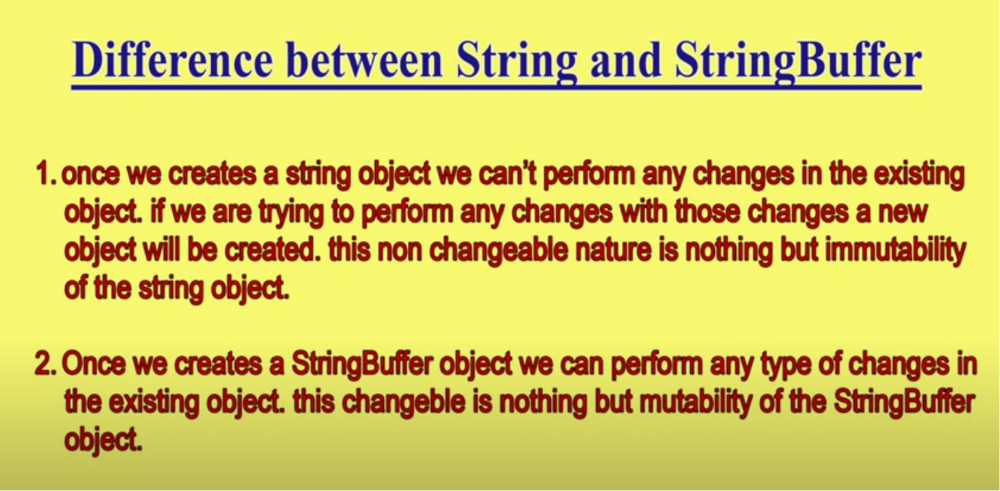 Difference between String and StringBuffer
1. once we creates a string object we can't perform any changes in the existing
object. if we are trying to perform any changes with those changes a new
object will be created. this non changeable nature is nothing but immutability
of the string object.
2. Once we creates a StringBuffer object we can perform any type of changes in
the existing object. this changeble is nothing but mutability of the StringBuffer
object.